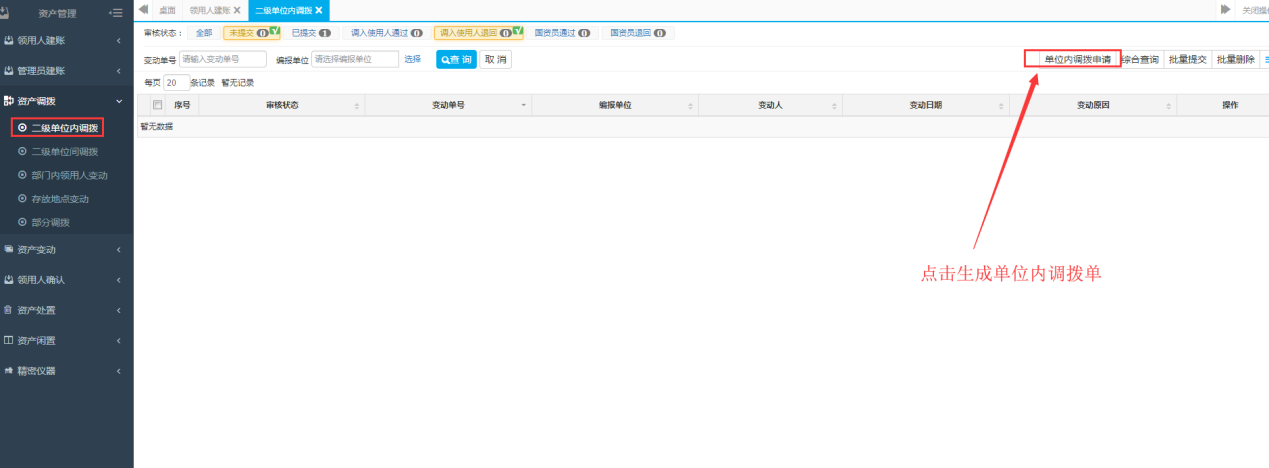 资产管理
领用人建账
管理员建账
资产调拨
二级单位内调拨
二级单位间调拨
部门内领用人变动
存放地点变动
部分调拨
资产变动
领用人确认
资产处置
资产闲置
精密仪器
桌面 领用人建账 X 二级单位内调拨 X 关闭操
审核状态： 全部 未提交 0 已提交 1 调入使用人通过 0 调入使用人退回 0 国资员通过 0 国资员退回 0
变动单号 请输入变动单号 编报单位 请选择编报单位 选择 查询 取消 单位内调拨申请 综合查询 批量提交 批量删除
每页 20 条记录 暂无记录
序号 审核状态 变动单号 编报单位 变动人 变动日期 变动原因 操作
暂无数据
点击生成单位内调拨单